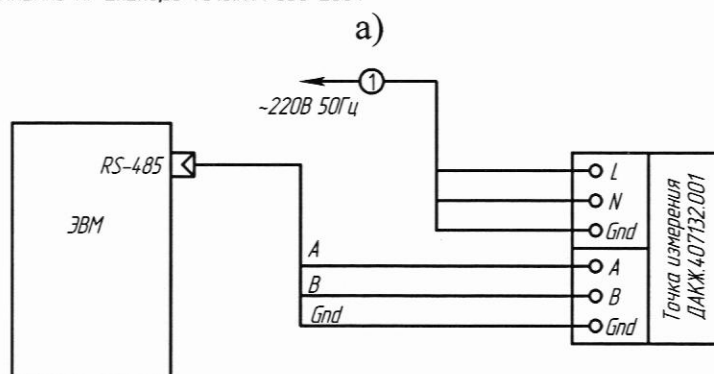 а)
1
~220В 50Гц
RS-485
ЭВМ
L
N
Gnd
A
B
Gnd
A
B
Gnd
Точка измерения
ДАКЖ.407132.001